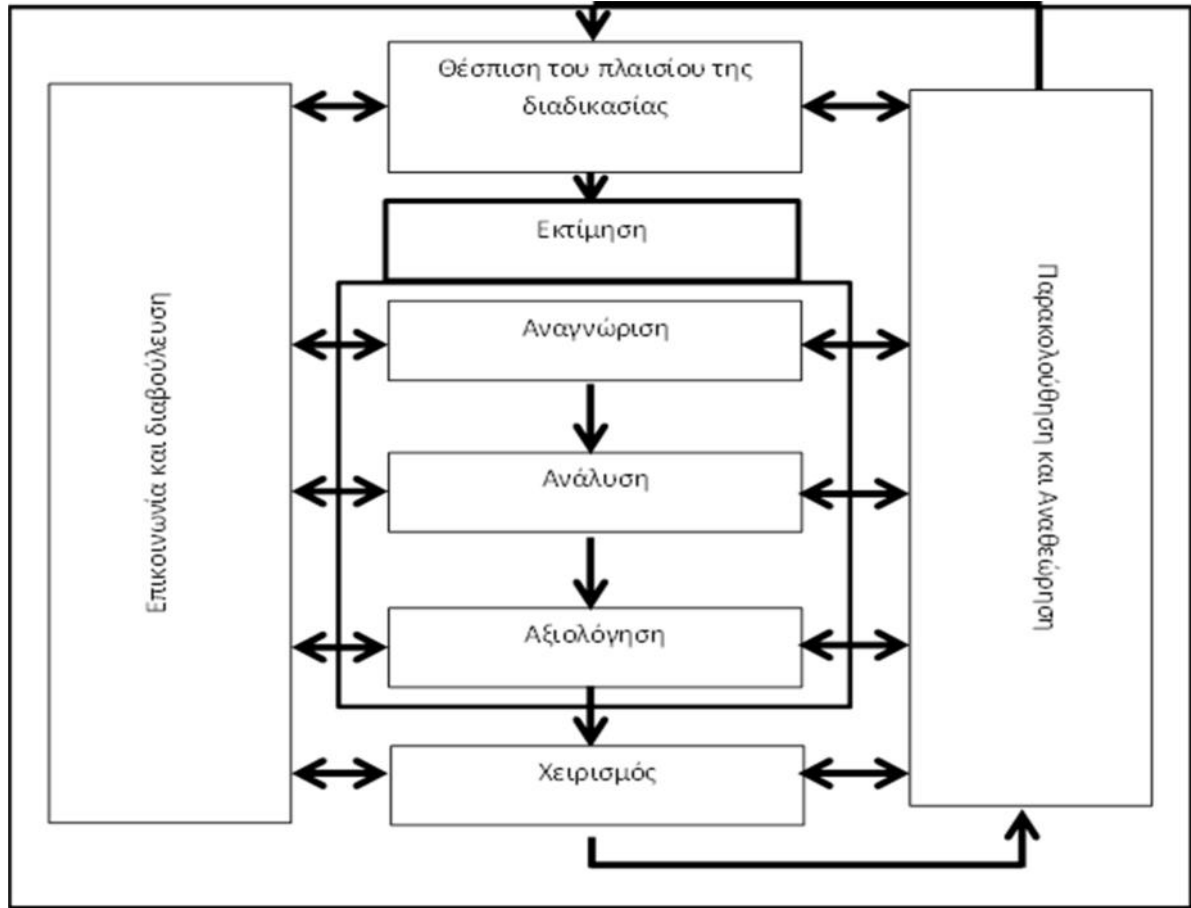 Θέσπιση του πλαισίου της
διαδικασίας
Εκτίμηση
Επικοινωνία και διαβούλευση
Αναγνώριση
Ανάλυση
Αξιολόγηση
Χειρισμός
Παρακολούθηση και Αναθεώρηση